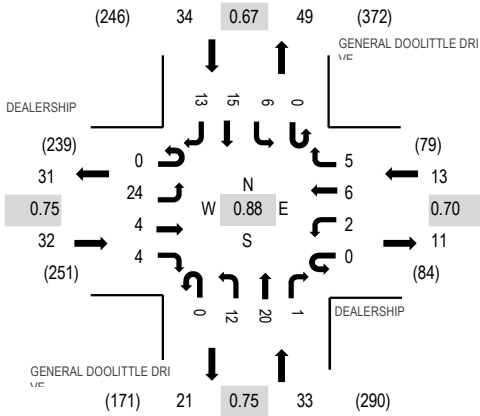 (246) 34 0.67 49 (372)
GENERAL DOOLITTLE DRI
VE
DEALERSHIP
13 15 6 0
(239)
31
0.75
32
(251)
0
24
4
4
N
W 0.88 E
S
5
6
2
0
(79)
13
0.70
11
(84)
0 12 20 1
DEALERSHIP
GENERAL DOOLITTLE DRI
VE
(171) 21 0.75 33 (290)